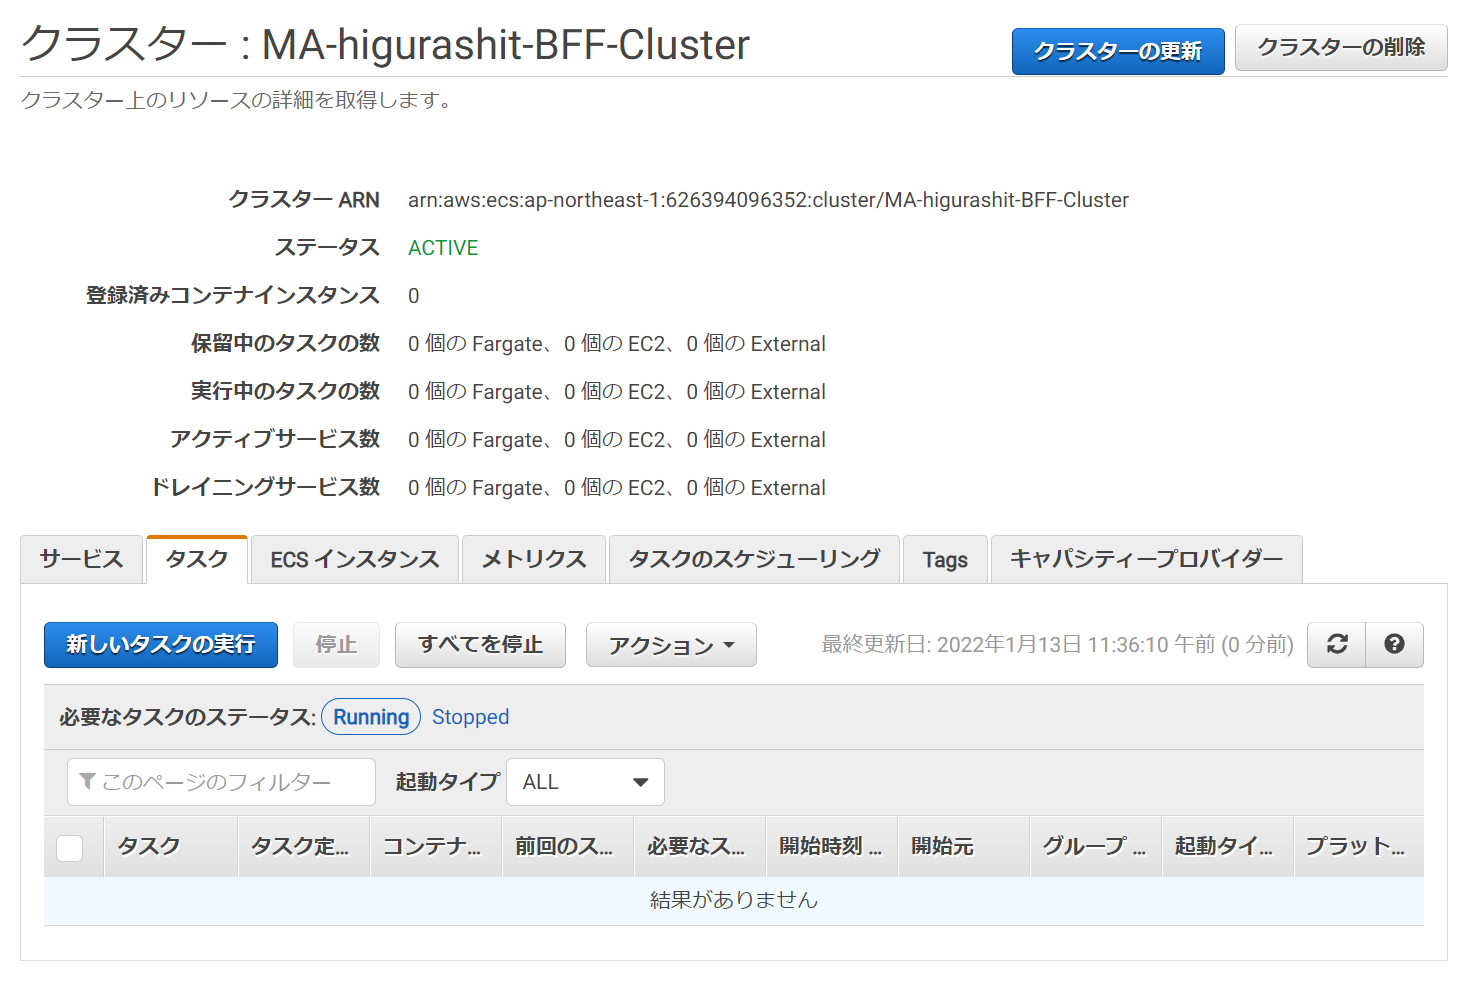 クラスター : MA-higurashit-BFF-Cluster
クラスターの更新
クラスターの削除
クラスター上のリソースの詳細を取得します。
クラスター ARN arn:aws:ecs:ap-northeast-1:626394096352:cluster/MA-higurashit-BFF-Cluster
ステータス ACTIVE
登録済みコンテナインスタンス 0
保留中のタスクの数 0 個の Fargate、0 個の EC2、0 個の External
実行中のタスクの数 0 個の Fargate、0 個の EC2、0 個の External
アクティブサービス数 0 個の Fargate、0 個の EC2、0 個の External
ドレイニングサービス数 0 個の Fargate、0 個の EC2、0 個の External
サービス タスク ECS インスタンス メトリクス タスクのスケジューリング Tags キャパシティープロバイダー
新しいタスクの実行 停止 すべてを停止 アクション 最終更新日: 2022年1月13日 11:36:10 午前 (0 分前)
必要なタスクのステータス: Running Stopped
このページのフィルター 起動タイプ ALL
タスク タスク定... コンテナ... 前回のス... 必要なス... 開始時刻 ... 開始元 グループ ... 起動タイ... プラット...
結果がありません